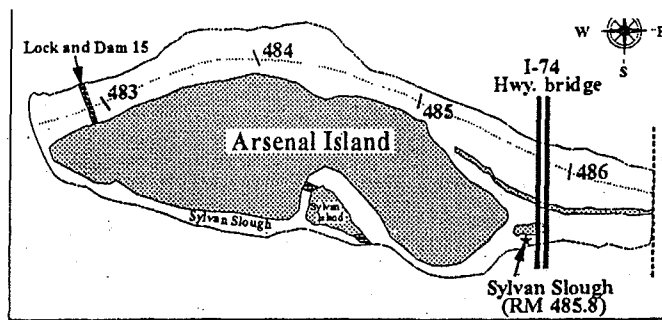 Lock and Dam 15
483
484
485
486
W
E
S
I-74
Hwy. bridge
Arsenal Island
Sylvan Slough
Sylvan
Island
Sylvan Slough
(RM 485.8)